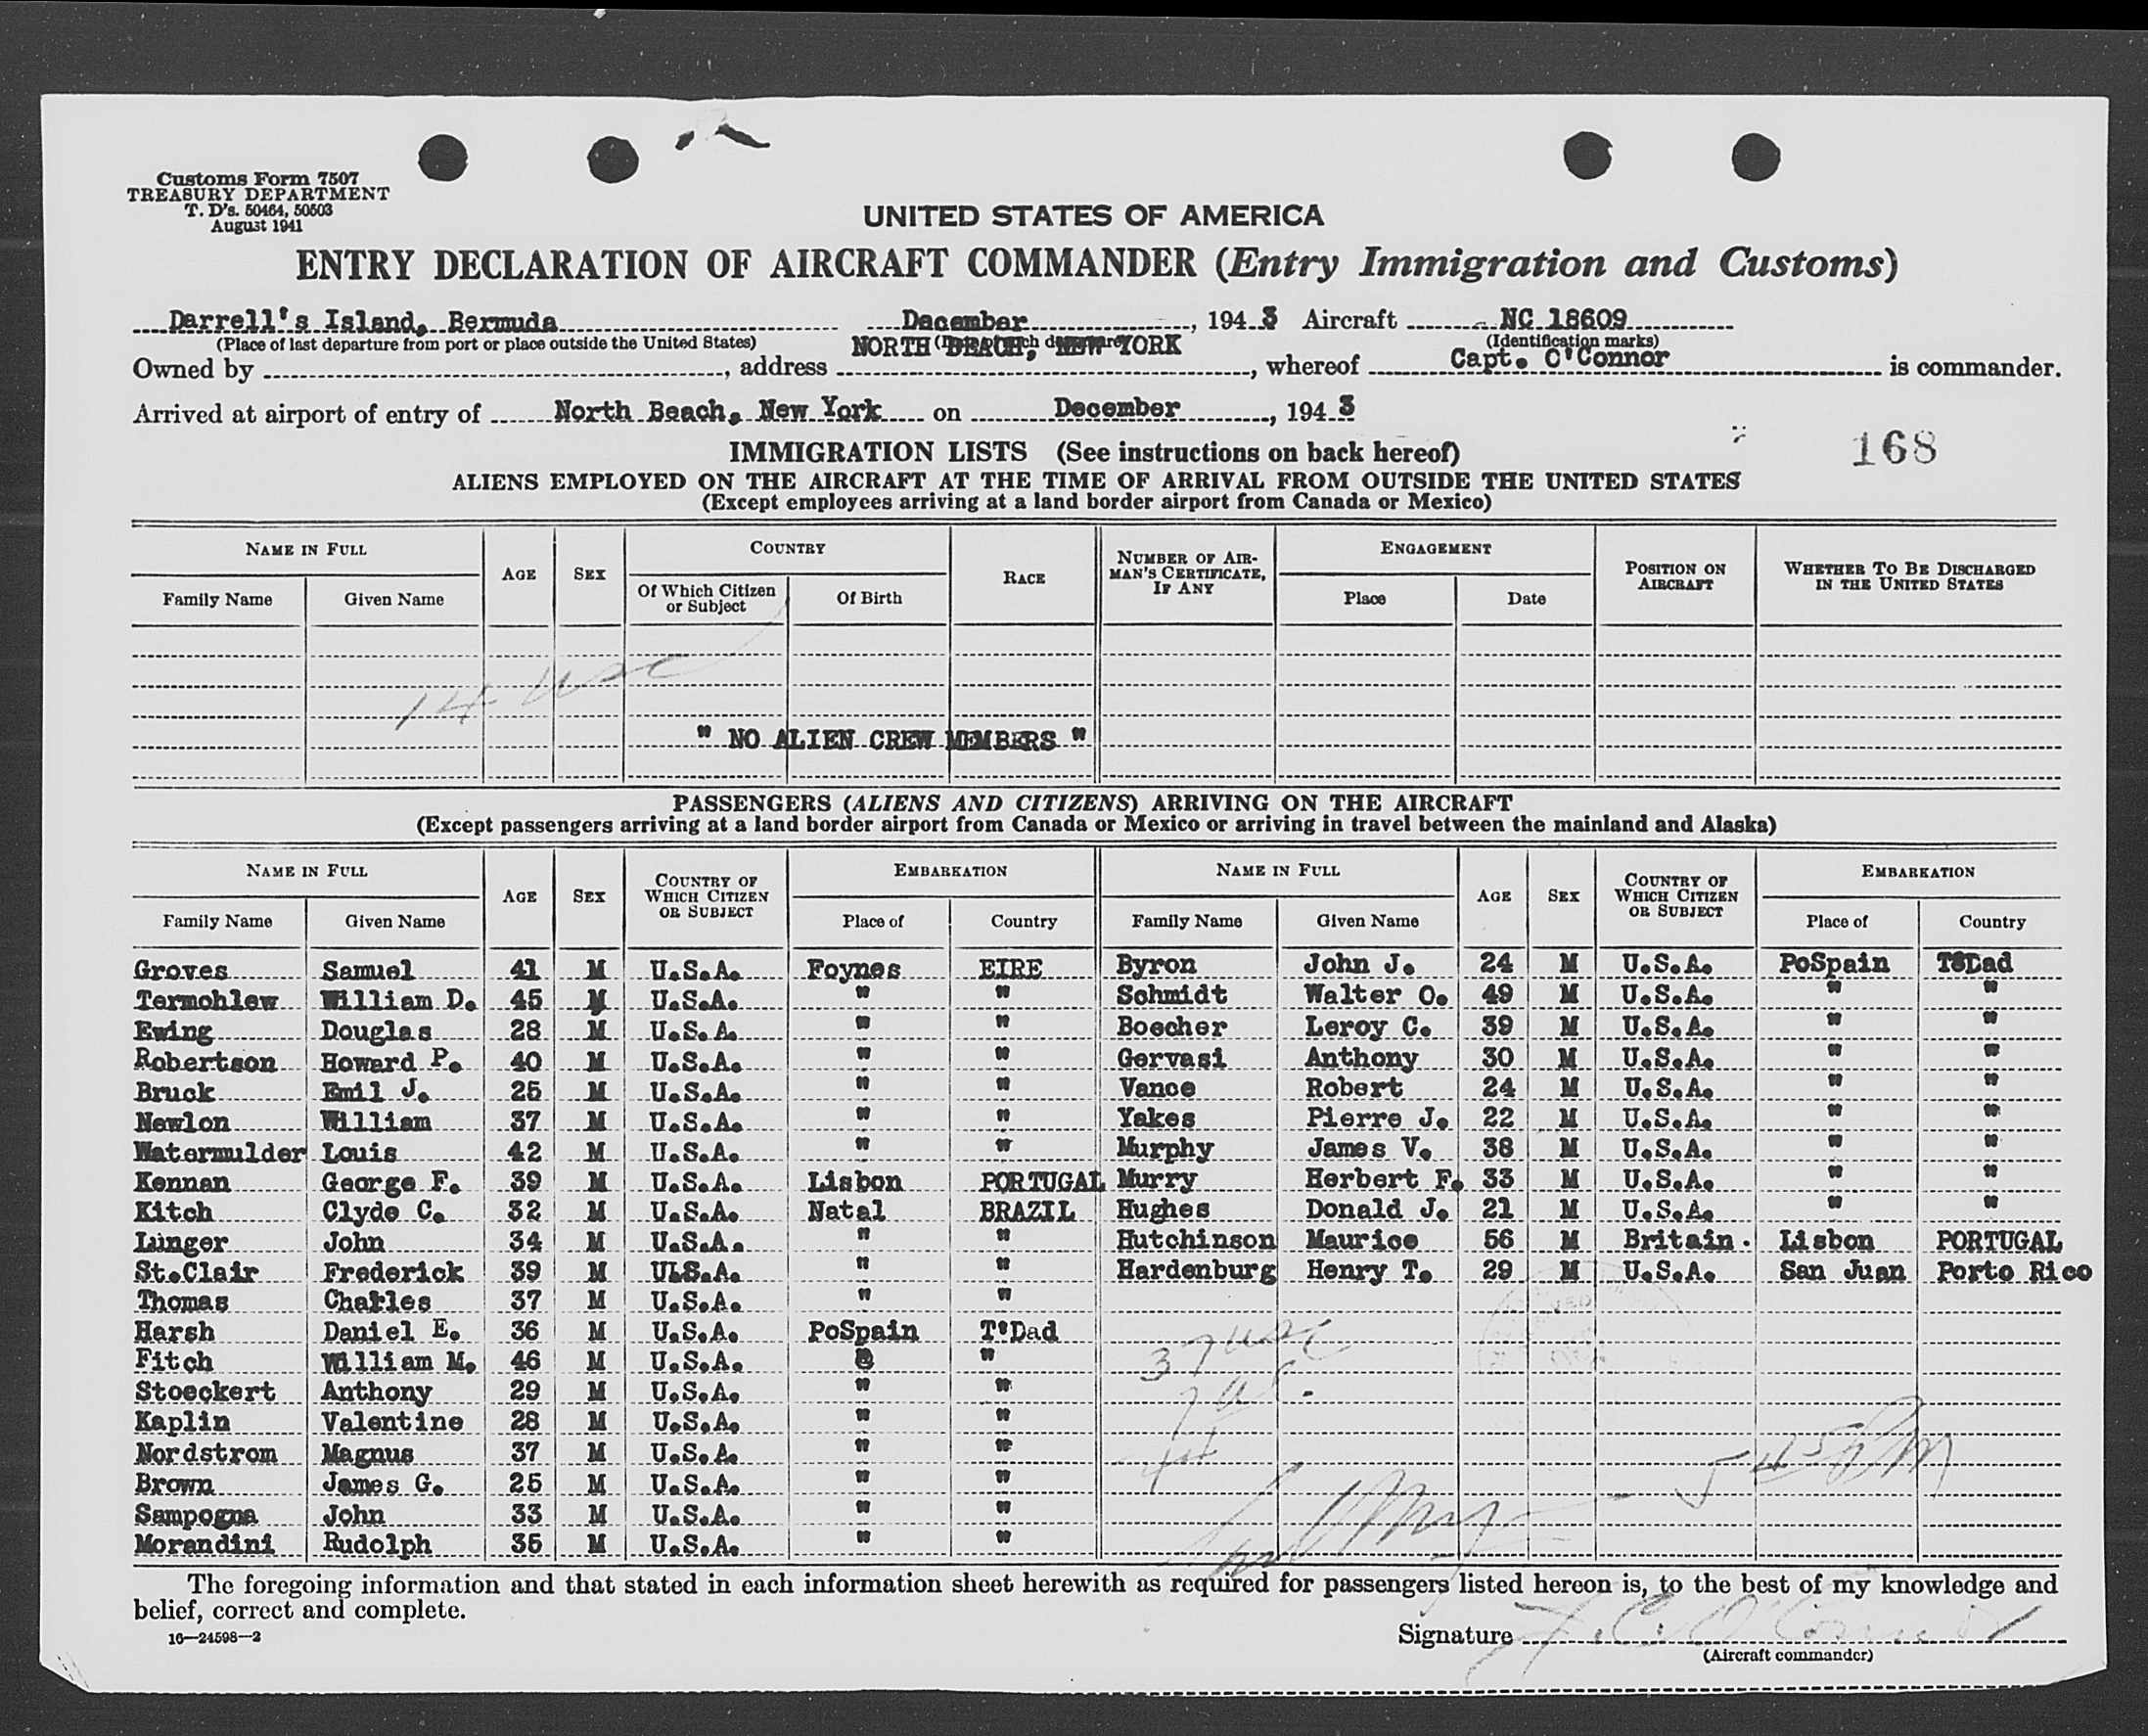 Customs Form 7507
TREASURY DEPARTMENT
T. D's. 50464, 50503
August 1941
UNITED STATES OF AMERICA
ENTRY DECLARATION OF AIRCRAFT COMMANDER (Entry Immigration and Customs)
Darrell's Island, Bermuda December , 1943 Aircraft NC 18609
(Place of last departure from port or place outside the United States) (Identification marks)
NORTH BEACH, NEW YORK
Owned by , address , whereof Capt. O'Connor is commander.
Arrived at airport of entry of North Beach, New York on December , 1943
IMMIGRATION LISTS (See instructions on back hereof)
168
ALIENS EMPLOYED ON THE AIRCRAFT AT THE TIME OF ARRIVAL FROM OUTSIDE THE UNITED STATES
(Except employees arriving at a land border airport from Canada or Mexico)
NAME IN FULL AGE SEX COUNTRY RACE NUMBER OF AIR-MAN'S CERTIFICATE, IF ANY ENGAGEMENT POSITION ON AIRCRAFT WHETHER TO BE DISCHARGED IN THE UNITED STATES
Family Name Given Name Of Which Citizen or Subject Of Birth Place Date
14 usc
" NO ALIEN CREW MEMBERS "
PASSENGERS (ALIENS AND CITIZENS) ARRIVING ON THE AIRCRAFT
(Except passengers arriving at a land border airport from Canada or Mexico or arriving in travel between the mainland and Alaska)
NAME IN FULL AGE SEX COUNTRY OF WHICH CITIZEN OR SUBJECT EMBARKATION NAME IN FULL AGE SEX COUNTRY OF WHICH CITIZEN OR SUBJECT EMBARKATION
Family Name Given Name Place of Country Family Name Given Name Place of Country
Groves Samuel 41 M U.S.A. Foynes EIRE Byron John J. 24 M U.S.A. PoSpain T'Dad
Termohlew William D. 45 M U.S.A. " " Schmidt Walter O. 49 M U.S.A. " "
Ewing Douglas 28 M U.S.A. " " Boecher Leroy C. 39 M U.S.A. " "
Robertson Howard P. 40 M U.S.A. " " Gervasi Anthony 30 M U.S.A. " "
Bruck Emil J. 25 M U.S.A. " " Vance Robert 24 M U.S.A. " "
Newlon William 37 M U.S.A. " " Yakes Pierre J. 22 M U.S.A. " "
Watermulder Louis 42 M U.S.A. " " Murphy James V. 38 M U.S.A. " "
Kennan George F. 39 M U.S.A. Lisbon PORTUGAL Murry Herbert F. 33 M U.S.A. " "
Kitch Clyde C. 32 M U.S.A. Natal BRAZIL Hughes Donald J. 21 M U.S.A. " "
Lunger John 34 M U.S.A. " " Hutchinson Maurice 56 M Britain. Lisbon PORTUGAL
St.Clair Frederick 39 M ULS.A. " " Hardenburg Henry T. 29 M U.S.A. San Juan Porto Rico
Thomas Charles 37 M U.S.A. " "
Harsh Daniel E. 36 M U.S.A. PoSpain T'Dad
Fitch William M. 46 M U.S.A. " "
Stoeckert Anthony 29 M U.S.A. " "
Kaplin Valentine 28 M U.S.A. " "
Nordstrom Magnus 37 M U.S.A. " "
Brown James G. 25 M U.S.A. " "
Sampogna John 33 M U.S.A. " "
Morandini Rudolph 35 M U.S.A. " "
545 PM
The foregoing information and that stated in each information sheet herewith as required for passengers listed hereon is, to the best of my knowledge and
belief, correct and complete.
16—24598—2
Signature O'Connor
(Aircraft commander)